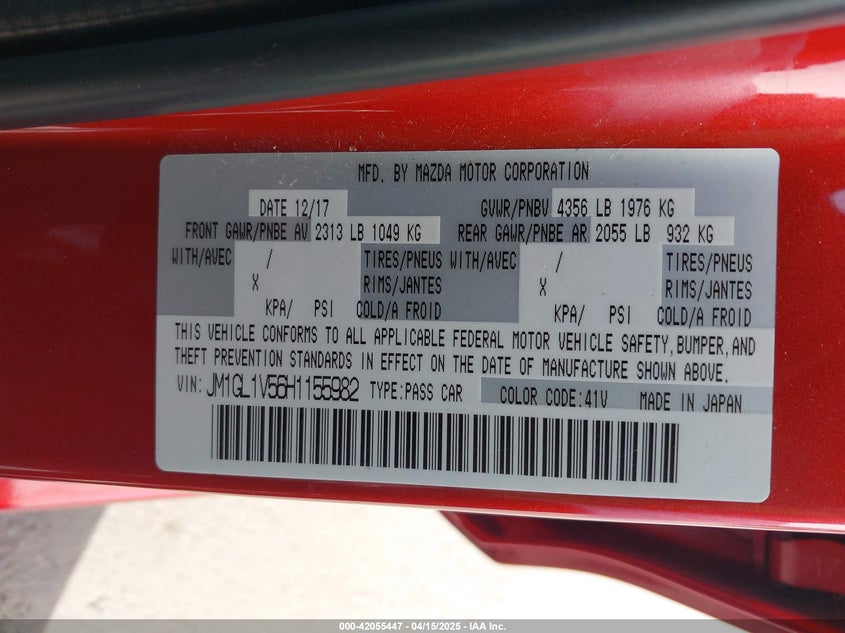 MFD. BY MAZDA MOTOR CORPORATION
DATE 12/17 GVWR/PNBV 4356 LB 1976 KG
FRONT GAWR/PNBE AV 2313 LB 1049 KG REAR GAWR/PNBE AR 2055 LB 932 KG
WITH/AVEC / TIRES/PNEUS WITH/AVEC / TIRES/PNEUS
X RIMS/JANTES X RIMS/JANTES
KPA/ PSI COLD/A FROID KPA/ PSI COLD/A FROID
THIS VEHICLE CONFORMS TO ALL APPLICABLE FEDERAL MOTOR VEHICLE SAFETY, BUMPER, AND
THEFT PREVENTION STANDARDS IN EFFECT ON THE DATE OF MANUFACTURE SHOWN ABOVE.
VIN: JM1GL1V56H1155982 TYPE:PASS CAR COLOR CODE:41V MADE IN JAPAN
000-42055447 - 04/15/2025 - IAA Inc.